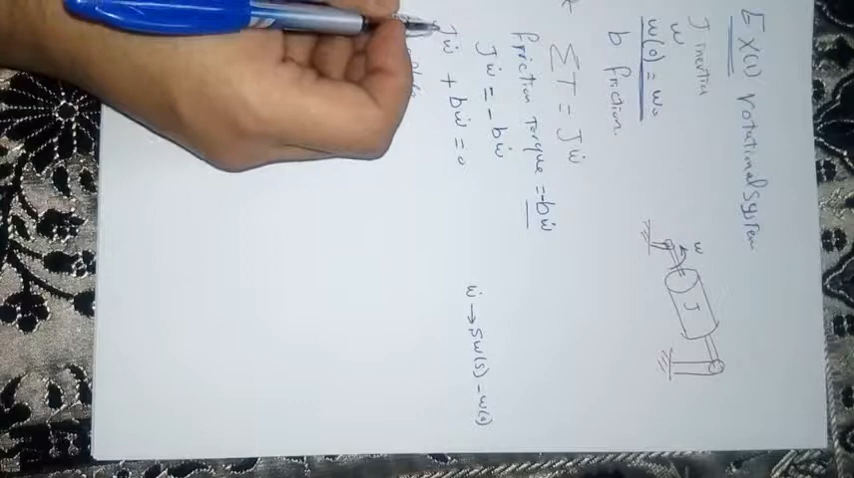 Ex(1) rotational system
J inertia
ω
ω(0) = ω₀
b friction.
ω
J
ΣT = Jω̇
friction torque = -bω̇
Jω̇ = -bω̇
Jω̇ + bω̇ = 0
ω̇ → sω(s) - ω(0)